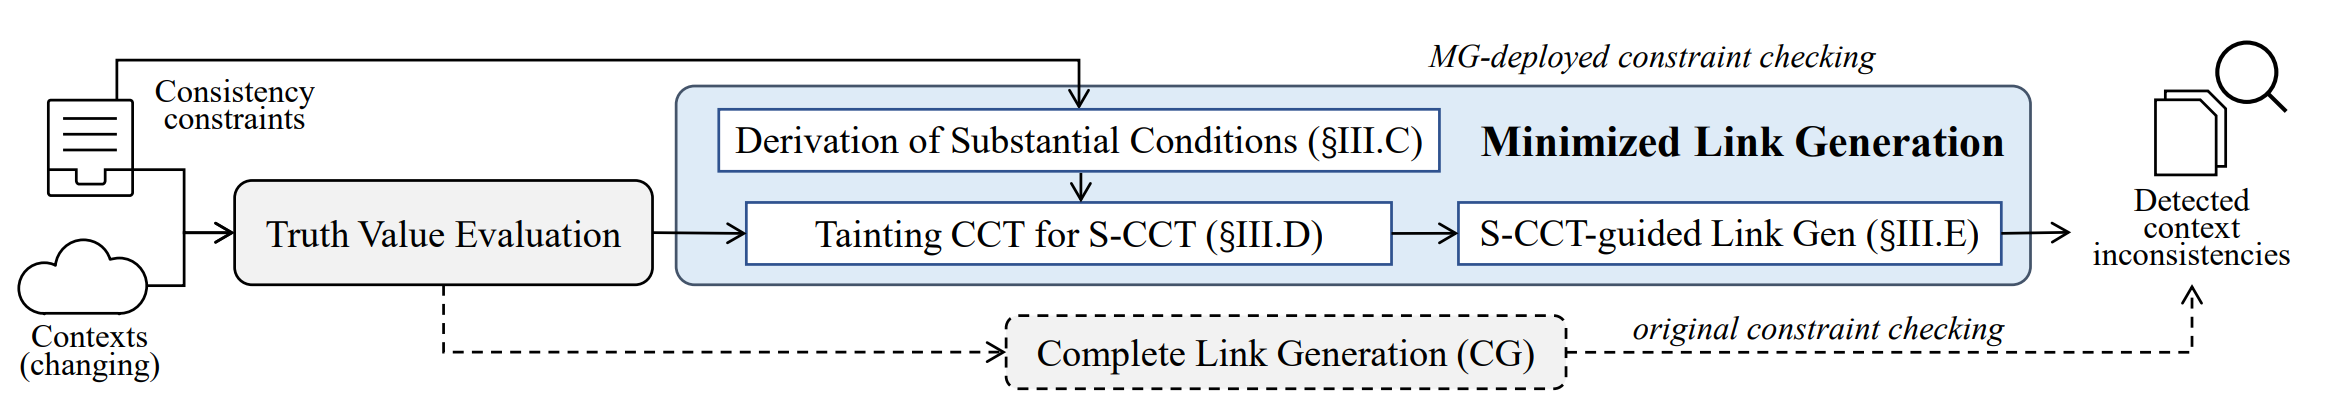 MG-deployed constraint checking
Consistency
constraints
Derivation of Substantial Conditions (§III.C)
Minimized Link Generation
Truth Value Evaluation
Tainting CCT for S-CCT (§III.D)
S-CCT-guided Link Gen (§III.E)
Detected
context
inconsistencies
Contexts
(changing)
Complete Link Generation (CG)
original constraint checking